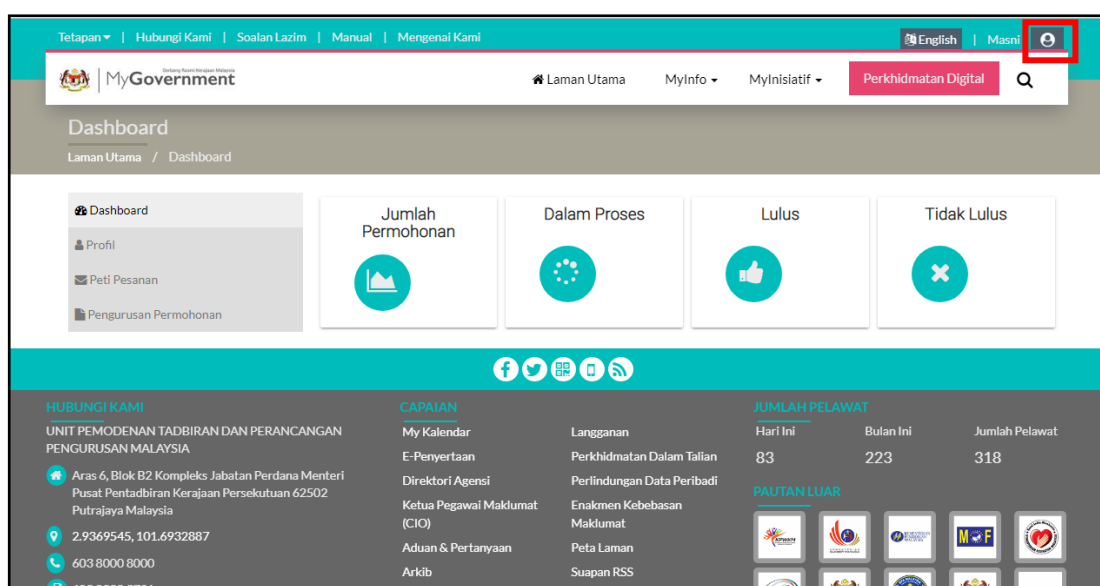 Tetapan | Hubungi Kami | Soalan Lazim | Manual | Mengenai Kami
English | Masni
Gerbang Rasmi Kerajaan Malaysia
MyGovernment
Laman Utama MyInfo MyInisiatif Perkhidmatan Digital
Dashboard
Laman Utama / Dashboard
Dashboard
Profil
Peti Pesanan
Pengurusan Permohonan
Jumlah
Permohonan
Dalam Proses
Lulus
Tidak Lulus
HUBUNGI KAMI
UNIT PEMODENAN TADBIRAN DAN PERANCANGAN
PENGURUSAN MALAYSIA
Aras 6, Blok B2 Kompleks Jabatan Perdana Menteri
Pusat Pentadbiran Kerajaan Persekutuan 62502
Putrajaya Malaysia
2.9369545, 101.6932887
603 8000 8000
CAPAIAN
My Kalendar
E-Penyertaan
Direktori Agensi
Ketua Pegawai Maklumat
(CIO)
Aduan & Pertanyaan
Arkib
Langganan
Perkhidmatan Dalam Talian
Perlindungan Data Peribadi
Enakmen Kebebasan
Maklumat
Peta Laman
Suapan RSS
JUMLAH PELAWAT
Hari Ini Bulan Ini Jumlah Pelawat
83 223 318
PAUTAN LUAR